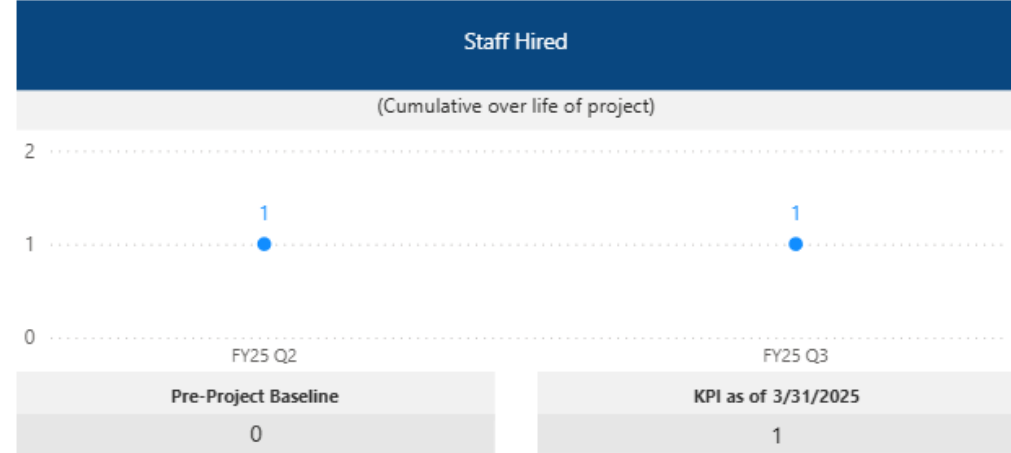 Staff Hired
(Cumulative over life of project)
2
1 1
1
0
FY25 Q2 FY25 Q3
Pre-Project Baseline KPI as of 3/31/2025
0 1